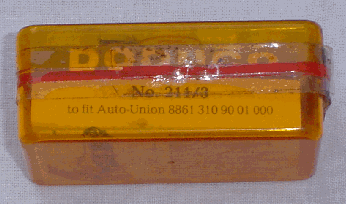 No. 211/3
to fit Auto-Union 8861 310 90 01 000